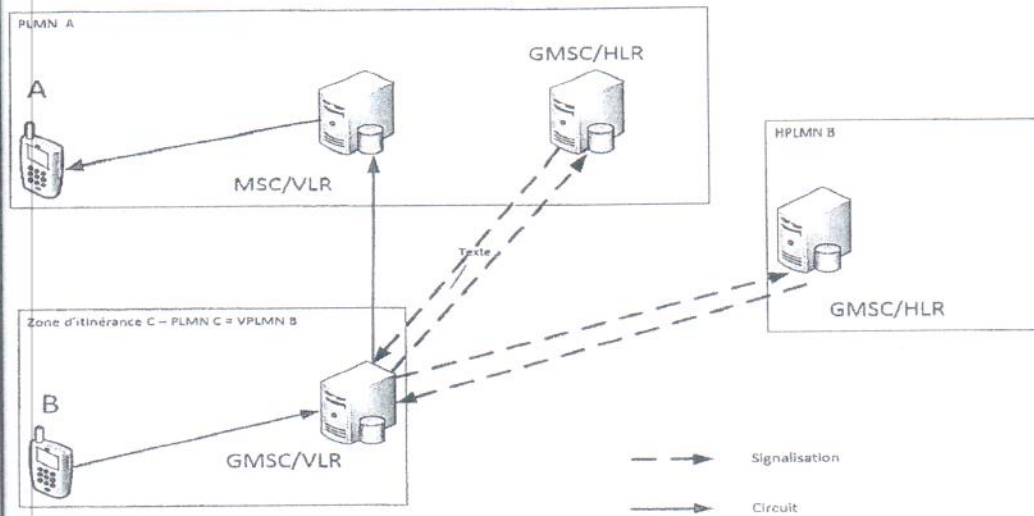 PLMN A
GMSC/HLR
A
MSC/VLR
HPLMN B
GMSC/HLR
Texte
Zone d'itinérance C – PLMN C = VPLMN B
B
GMSC/VLR
Signalisation
Circuit